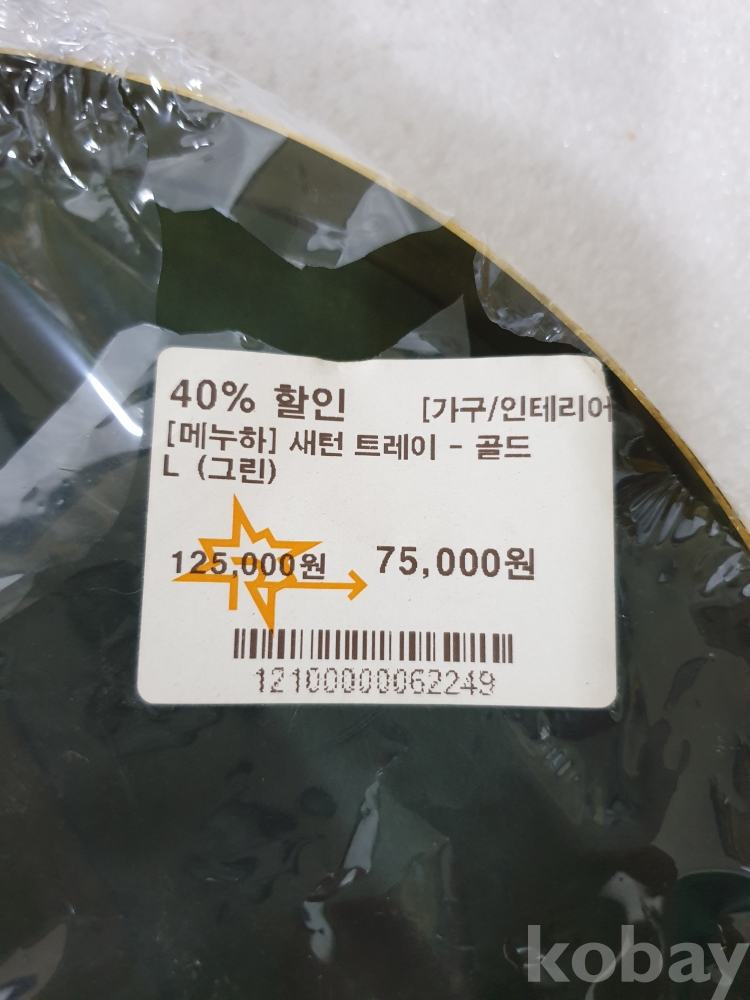 40% 할인 [가구/인테리어
[메누하] 새턴 트레이 - 골드
L (그린)
125,000원 75,000원
12100000062249
kobay